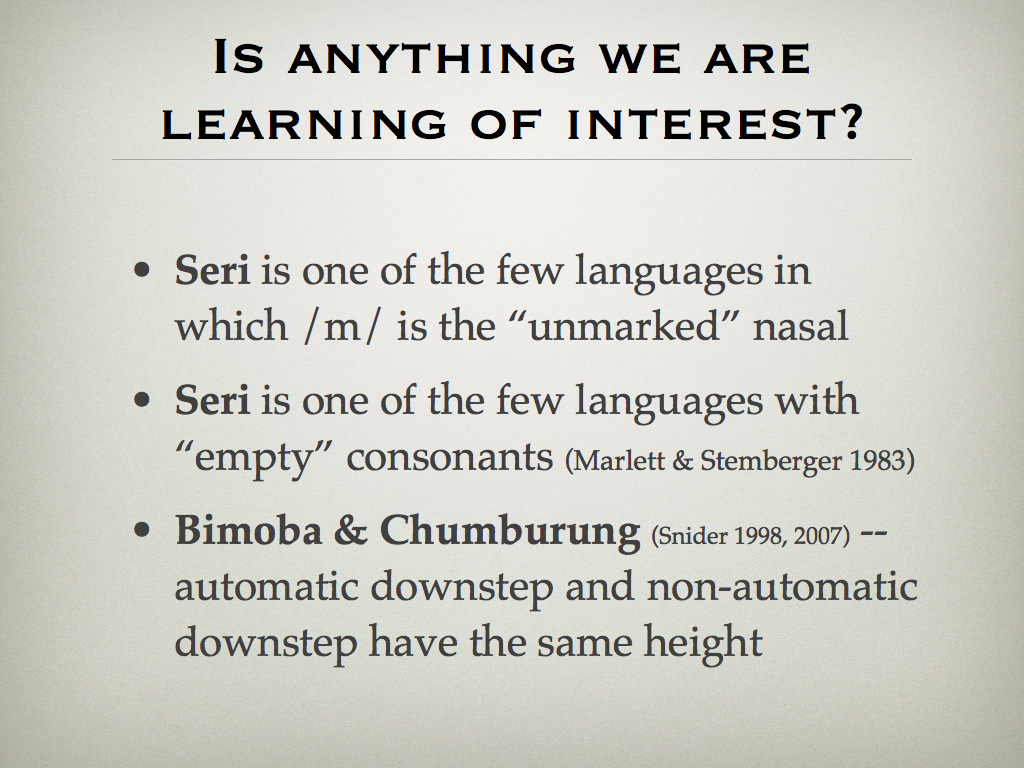 Is anything we are
learning of interest?
• Seri is one of the few languages in
which /m/ is the “unmarked” nasal
• Seri is one of the few languages with
“empty” consonants (Marlett & Stemberger 1983)
• Bimoba & Chumburung (Snider 1998, 2007) --
automatic downstep and non-automatic
downstep have the same height